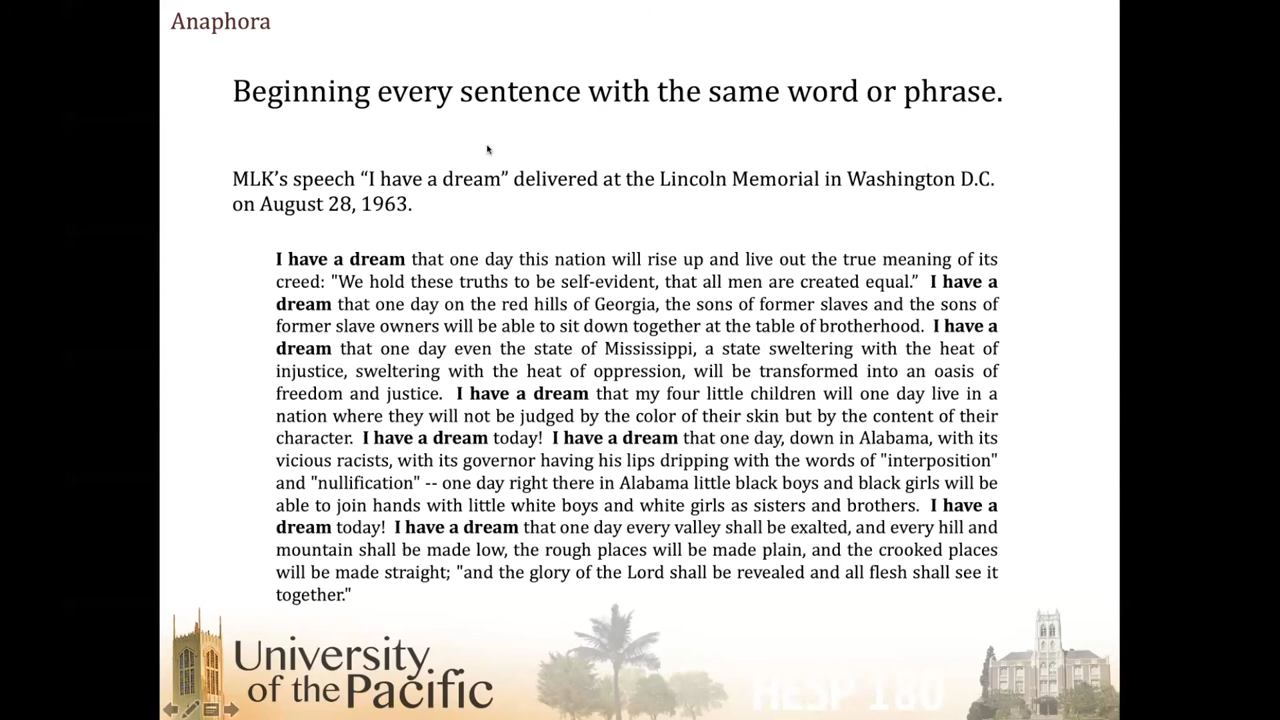 Anaphora
Beginning every sentence with the same word or phrase.
MLK’s speech “I have a dream” delivered at the Lincoln Memorial in Washington D.C.
on August 28, 1963.
I have a dream that one day this nation will rise up and live out the true meaning of its
creed: "We hold these truths to be self-evident, that all men are created equal.” I have a
dream that one day on the red hills of Georgia, the sons of former slaves and the sons of
former slave owners will be able to sit down together at the table of brotherhood. I have a
dream that one day even the state of Mississippi, a state sweltering with the heat of
injustice, sweltering with the heat of oppression, will be transformed into an oasis of
freedom and justice. I have a dream that my four little children will one day live in a
nation where they will not be judged by the color of their skin but by the content of their
character. I have a dream today! I have a dream that one day, down in Alabama, with its
vicious racists, with its governor having his lips dripping with the words of "interposition"
and "nullification" -- one day right there in Alabama little black boys and black girls will be
able to join hands with little white boys and white girls as sisters and brothers. I have a
dream today! I have a dream that one day every valley shall be exalted, and every hill and
mountain shall be made low, the rough places will be made plain, and the crooked places
will be made straight; "and the glory of the Lord shall be revealed and all flesh shall see it
together."
University
of the Pacific
HESP 180